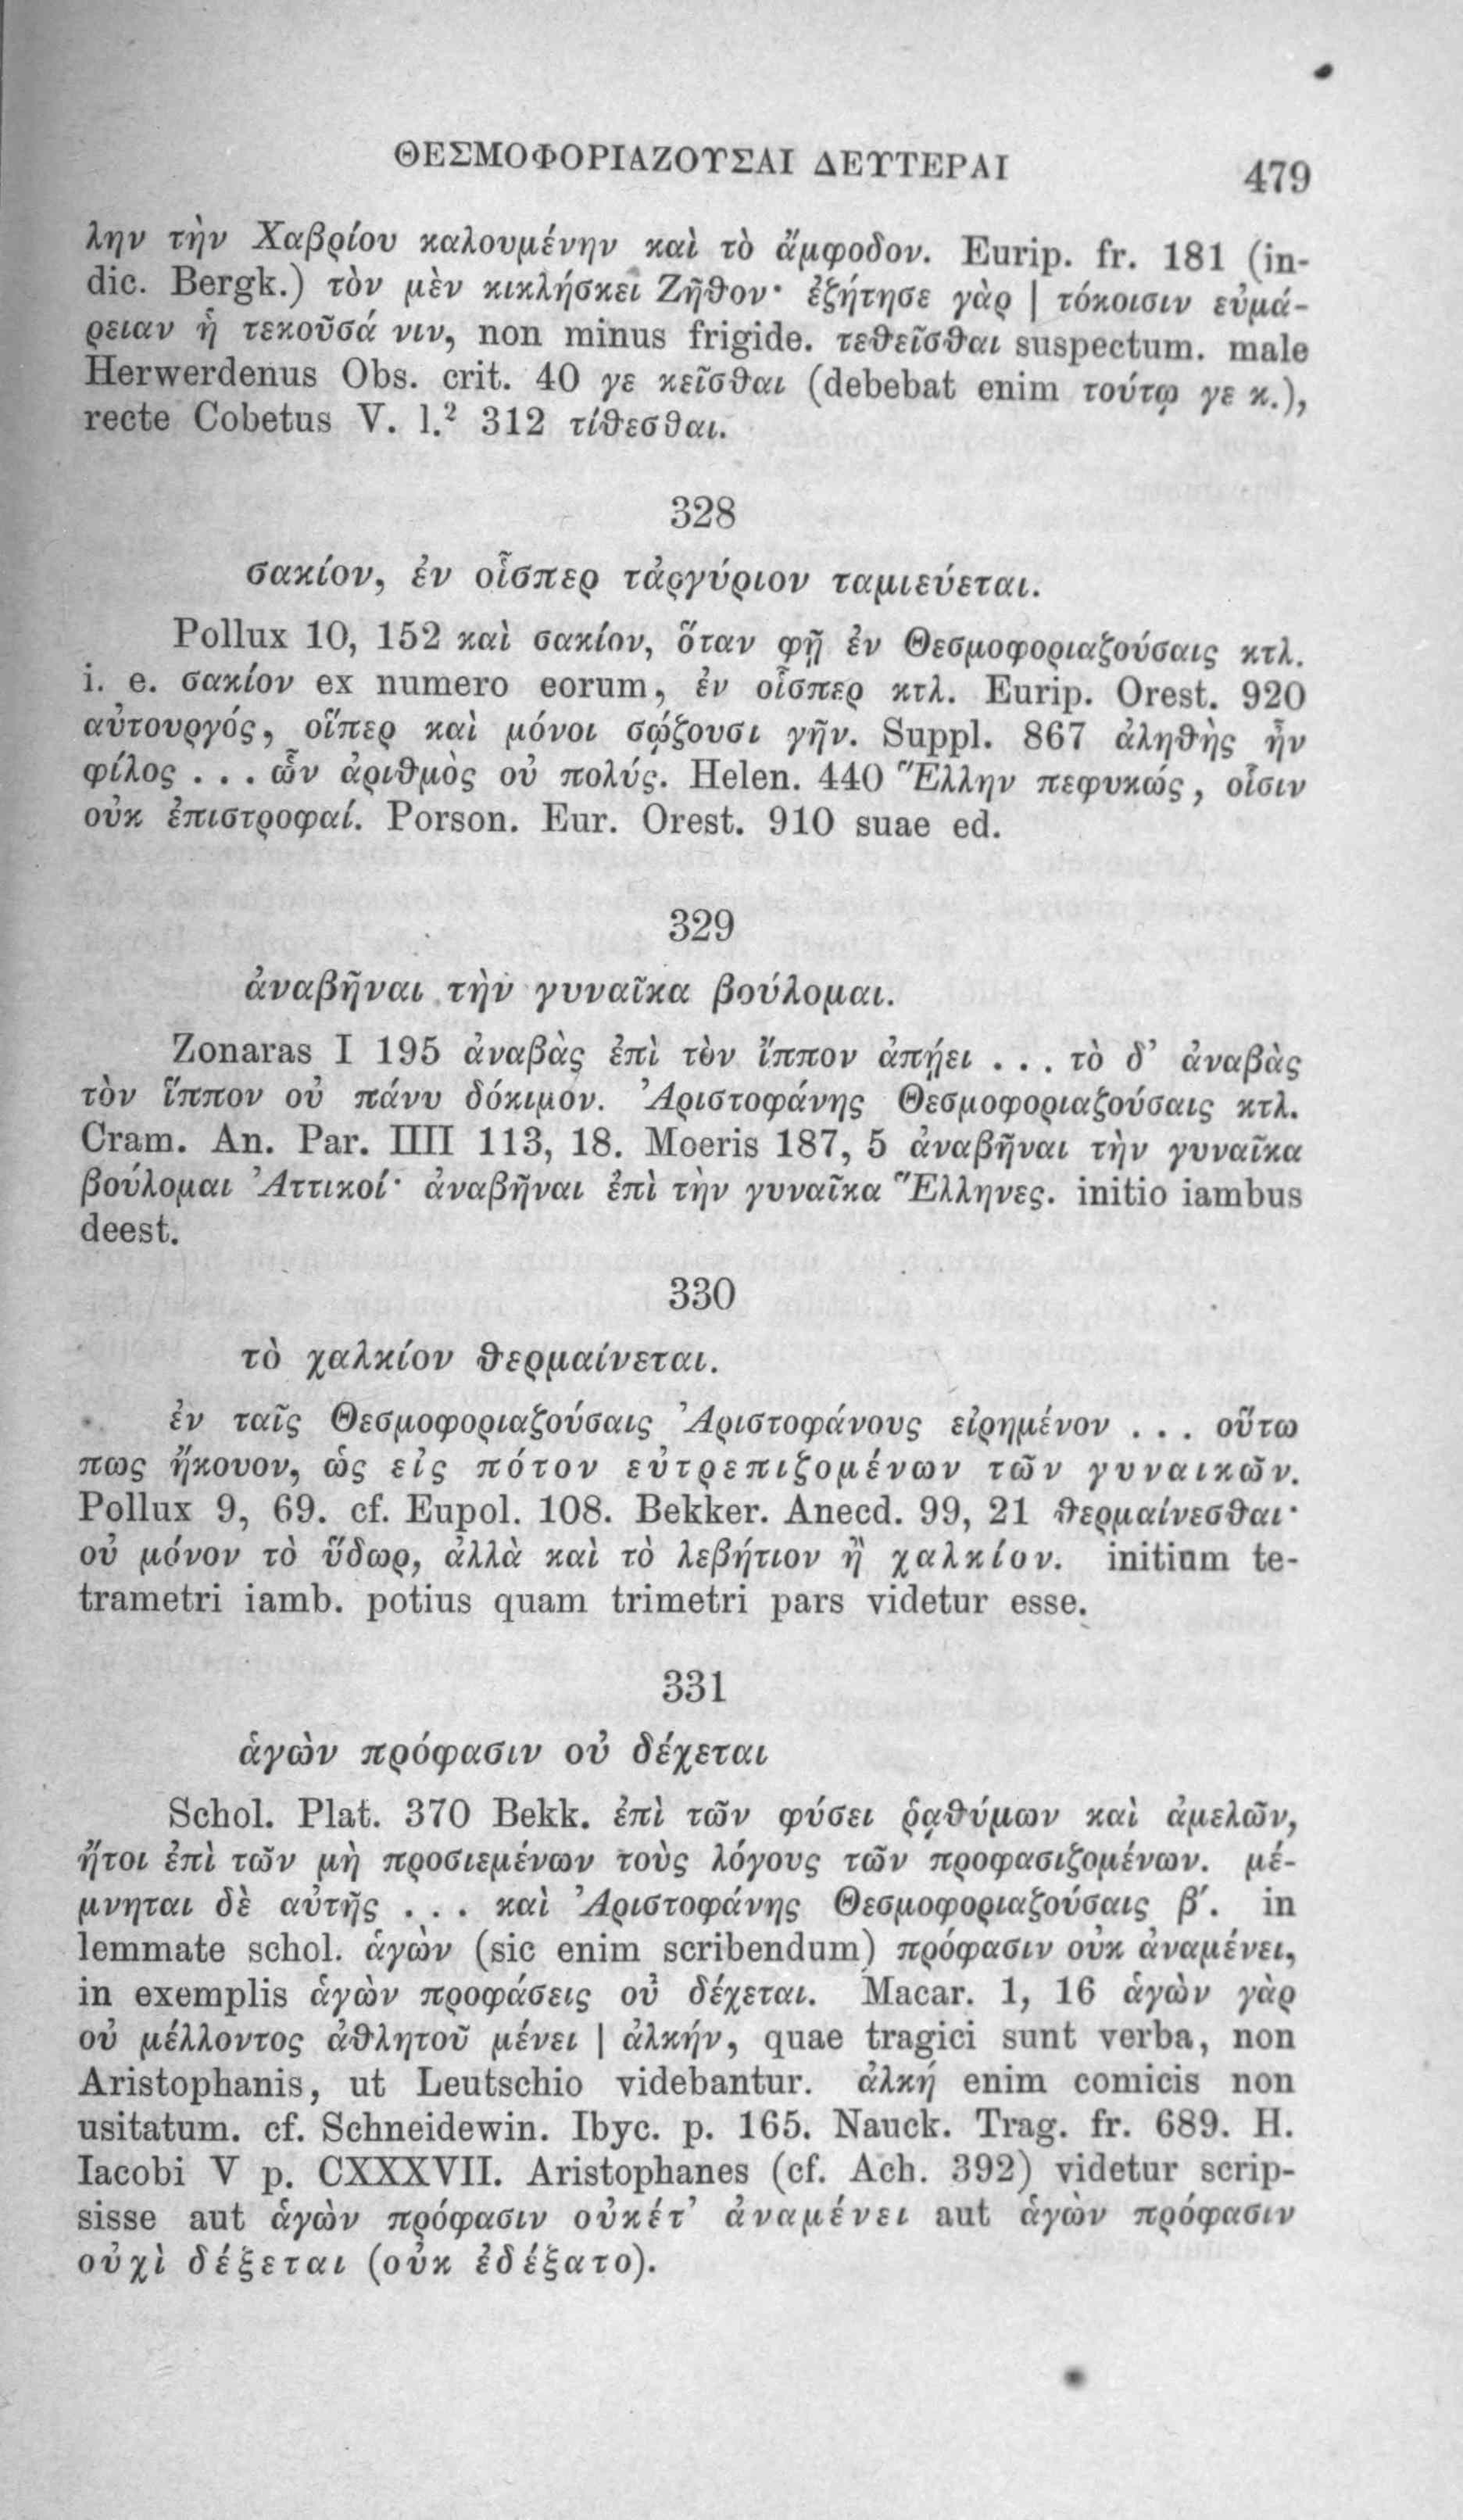 ΘΕΣΜΟΦΟΡΙΑΖΟΥΣΑΙ ΔΕΥΤΕΡΑΙ 479
λην τὴν Χαβρίου καλουμένην καὶ τὸ ἄμφοδον. Eurip. fr. 181 (in-
dic. Bergk.) τὸν μὲν κικλήσκει Ζῆθον· ἐζήτησε γὰρ | τόκοισιν εὐμά-
ρειαν ἡ τεκοῦσά νιν, non minus frigide. τεθεῖσθαι suspectum. male
Herwerdenus Obs. crit. 40 γε κεῖσθαι (debebat enim τούτῳ γε κ.),
recte Cobetus V. l.² 312 τίθεσθαι.
328
σακίον, ἐν οἷσπερ τἀργύριον ταμιεύεται.
Pollux 10, 152 καὶ σακίον, ὅταν φῇ ἐν Θεσμοφοριαζούσαις κτλ.
i. e. σακίον ex numero eorum, ἐν οἷσπερ κτλ. Eurip. Orest. 920
αὐτουργός, οἵπερ καὶ μόνοι σῴζουσι γῆν. Suppl. 867 ἀληθὴς ἦν
φίλος . . . ὧν ἀριθμὸς οὐ πολύς. Helen. 440 Ἕλλην πεφυκώς, οἷσιν
οὐκ ἐπιστροφαί. Porson. Eur. Orest. 910 suae ed.
329
ἀναβῆναι τὴν γυναῖκα βούλομαι.
Zonaras I 195 ἀναβὰς ἐπὶ τὸν ἵππον ἀπῄει . . . τὸ δ’ ἀναβὰς
τὸν ἵππον οὐ πάνυ δόκιμον. Ἀριστοφάνης Θεσμοφοριαζούσαις κτλ.
Cram. An. Par. IIII 113, 18. Moeris 187, 5 ἀναβῆναι τὴν γυναῖκα
βούλομαι Ἀττικοί· ἀναβῆναι ἐπὶ τὴν γυναῖκα Ἕλληνες. initio iambus
deest.
330
τὸ χαλκίον θερμαίνεται.
ἐν ταῖς Θεσμοφοριαζούσαις Ἀριστοφάνους εἰρημένον . . . οὕτω
πως ἤκουον, ὡς εἰς πότον εὐτρεπιζομένων τῶν γυναικῶν.
Pollux 9, 69. cf. Eupol. 108. Bekker. Anecd. 99, 21 θερμαίνεσθαι·
οὐ μόνον τὸ ὕδωρ, ἀλλὰ καὶ τὸ λεβήτιον ἢ χαλκίον. initium te-
trametri iamb. potius quam trimetri pars videtur esse.
331
ἁγὼν πρόφασιν οὐ δέχεται
Schol. Plat. 370 Bekk. ἐπὶ τῶν φύσει ῥᾳθύμων καὶ ἀμελῶν,
ἤτοι ἐπὶ τῶν μὴ προσιεμένων τοὺς λόγους τῶν προφασιζομένων. μέ-
μνηται δὲ αὐτῆς . . . καὶ Ἀριστοφάνης Θεσμοφοριαζούσαις β΄. in
lemmate schol. ἁγὼν (sic enim scribendum) πρόφασιν οὐκ ἀναμένει,
in exemplis ἁγὼν προφάσεις οὐ δέχεται. Macar. 1, 16 ἁγὼν γὰρ
οὐ μέλλοντος ἀθλητοῦ μένει | ἀλκήν, quae tragici sunt verba, non
Aristophanis, ut Leutschio videbantur. ἀλκή enim comicis non
usitatum. cf. Schneidewin. Ibyc. p. 165. Nauck. Trag. fr. 689. H.
Iacobi V p. CXXXVII. Aristophanes (cf. Ach. 392) videtur scrip-
sisse aut ἁγὼν πρόφασιν οὐκέτ’ ἀναμένει aut ἁγὼν πρόφασιν
οὐχὶ δέξεται (οὐκ ἐδέξατο).